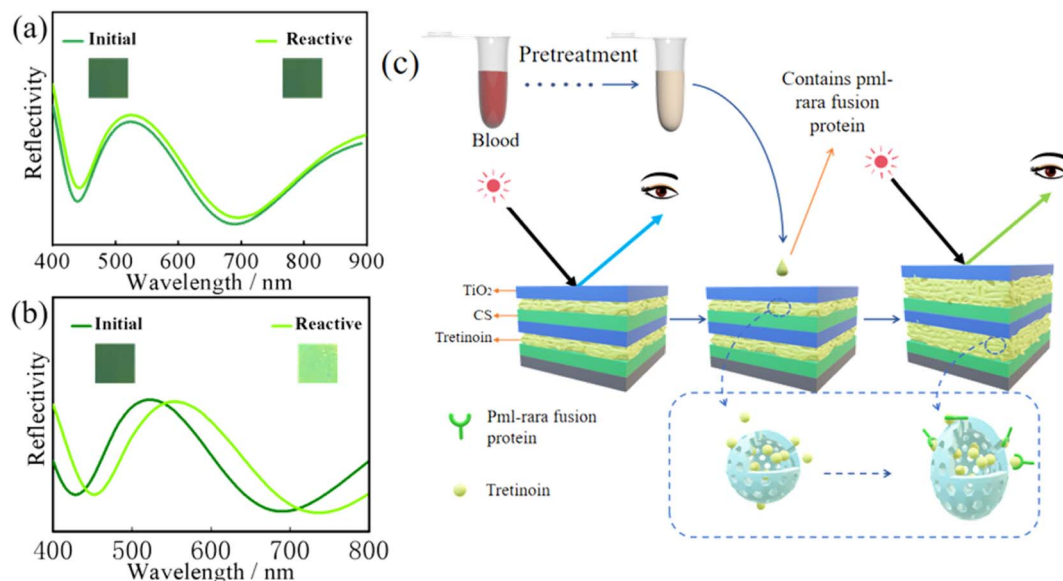 (a)
Initial
Reactive
Reflectivity
400 500 600 700 800 900
Wavelength / nm
(b)
Initial
Reactive
Reflectivity
400 500 600 700 800
Wavelength / nm
(c)
Pretreatment
Blood
Contains pml-
rara fusion
protein
TiO₂
CS
Tretinoin
Pml-rara fusion
protein
Tretinoin